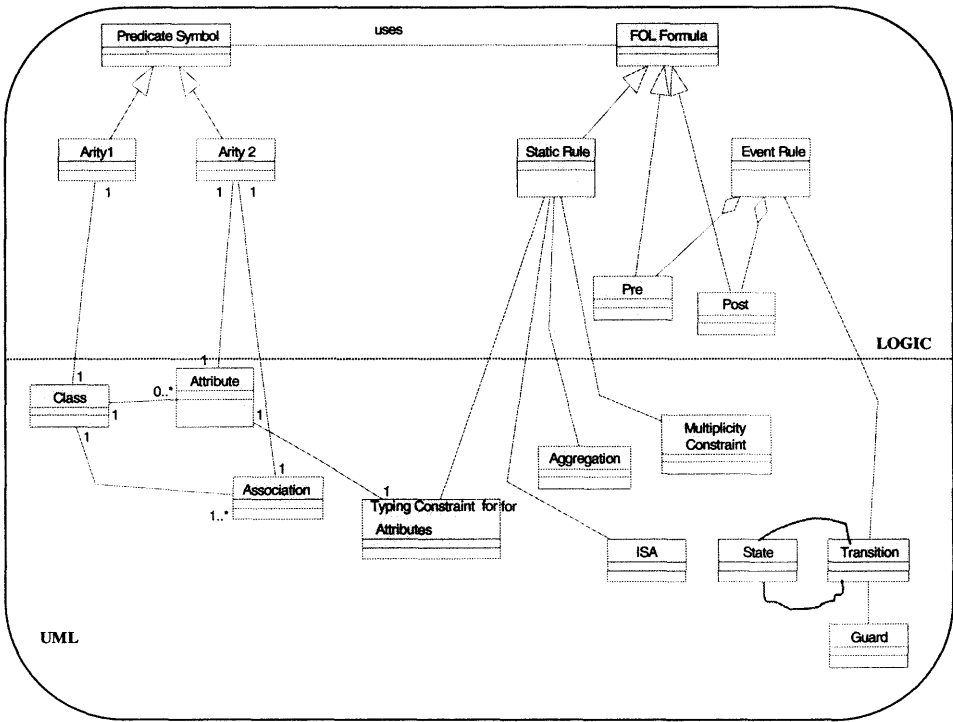 Predicate Symbol
uses
FOL Formula
Arity1
Arity 2
Static Rule
Event Rule
1
1
1
Pre
Post
LOGIC
1
1
Class
0..*
Attribute
1
1
1
Multiplicity
Constraint
Aggregation
1
Association
1..*
1
Typing Constraint for for
Attributes
ISA
State
Transition
UML
Guard